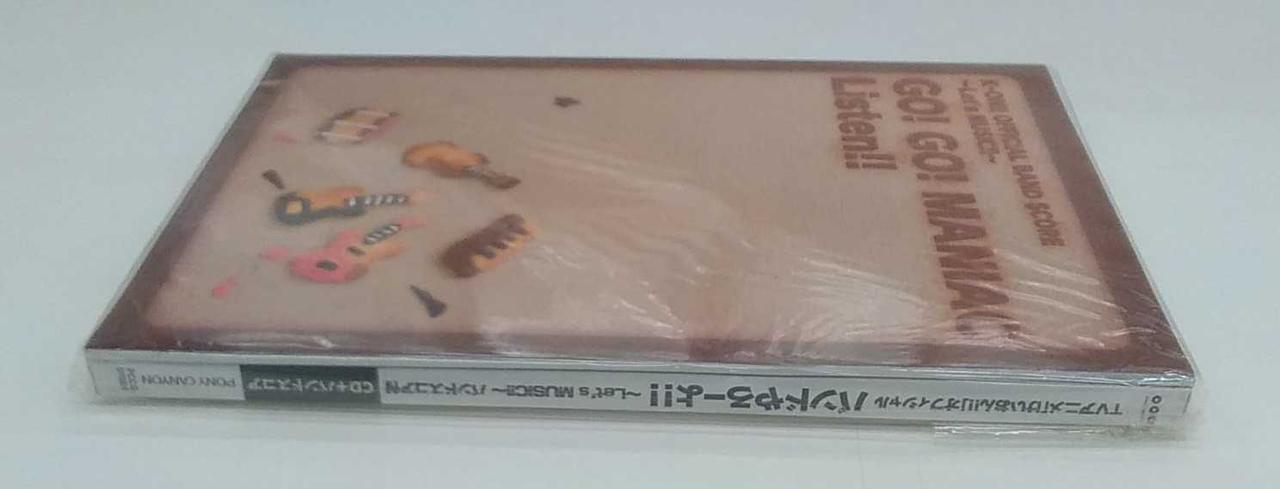 K-ON!! OFFICIAL BAND SCORE
~Let's MUSIC!!~
GO! GO! MANIAC
Listen!!
TVアニメ「けいおん!!」オフィシャル バンドやろーよ!! ~Let's MUSIC!!~ バンドスコア付
CD+バンドスコア
PONY CANYON